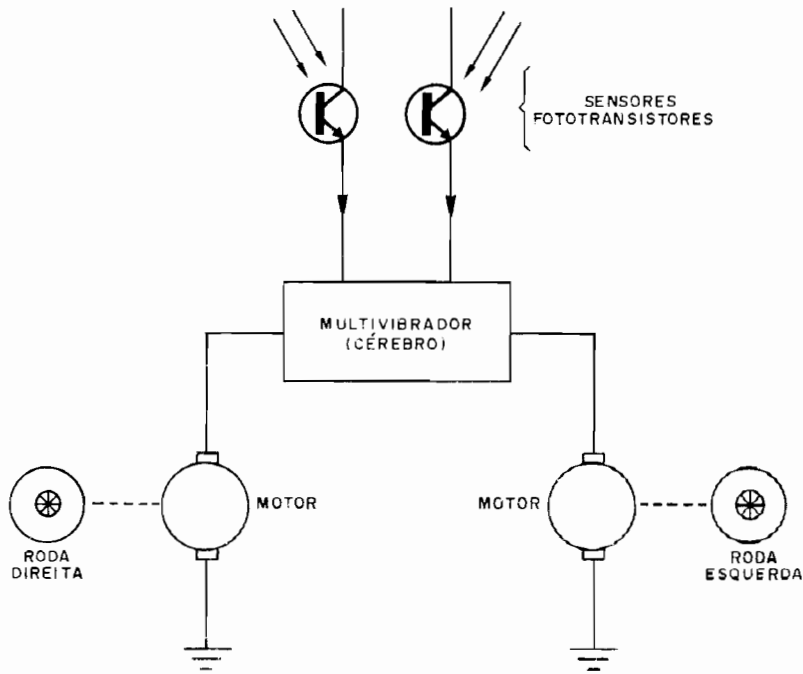 SENSORES
FOTOTRANSISTORES
MULTIVIBRADOR
(CÉREBRO)
MOTOR
MOTOR
RODA
DIREITA
RODA
ESQUERDA